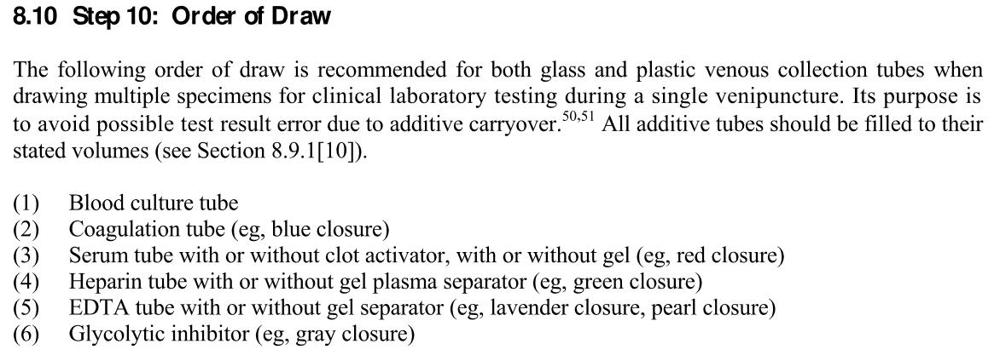 8.10 Step 10: Order of Draw
The following order of draw is recommended for both glass and plastic venous collection tubes when
drawing multiple specimens for clinical laboratory testing during a single venipuncture. Its purpose is
to avoid possible test result error due to additive carryover.50,51 All additive tubes should be filled to their
stated volumes (see Section 8.9.1[10]).
(1) Blood culture tube
(2) Coagulation tube (eg, blue closure)
(3) Serum tube with or without clot activator, with or without gel (eg, red closure)
(4) Heparin tube with or without gel plasma separator (eg, green closure)
(5) EDTA tube with or without gel separator (eg, lavender closure, pearl closure)
(6) Glycolytic inhibitor (eg, gray closure)